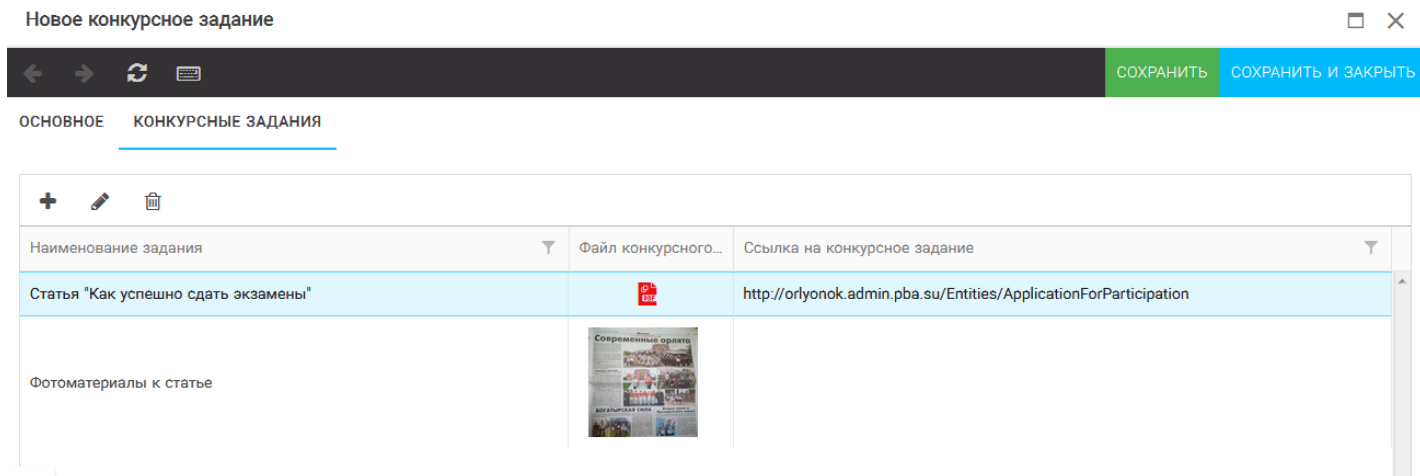 Новое конкурсное задание
СОХРАНИТЬ СОХРАНИТЬ И ЗАКРЫТЬ
ОСНОВНОЕ КОНКУРСНЫЕ ЗАДАНИЯ
Наименование задания Файл конкурсного... Ссылка на конкурсное задание
Статья "Как успешно сдать экзамены" PDF http://orlyonok.admin.pba.su/Entities/ApplicationForParticipation
Современные орлята
Фотоматериалы к статье
БОГАТЫРСКАЯ СИЛА